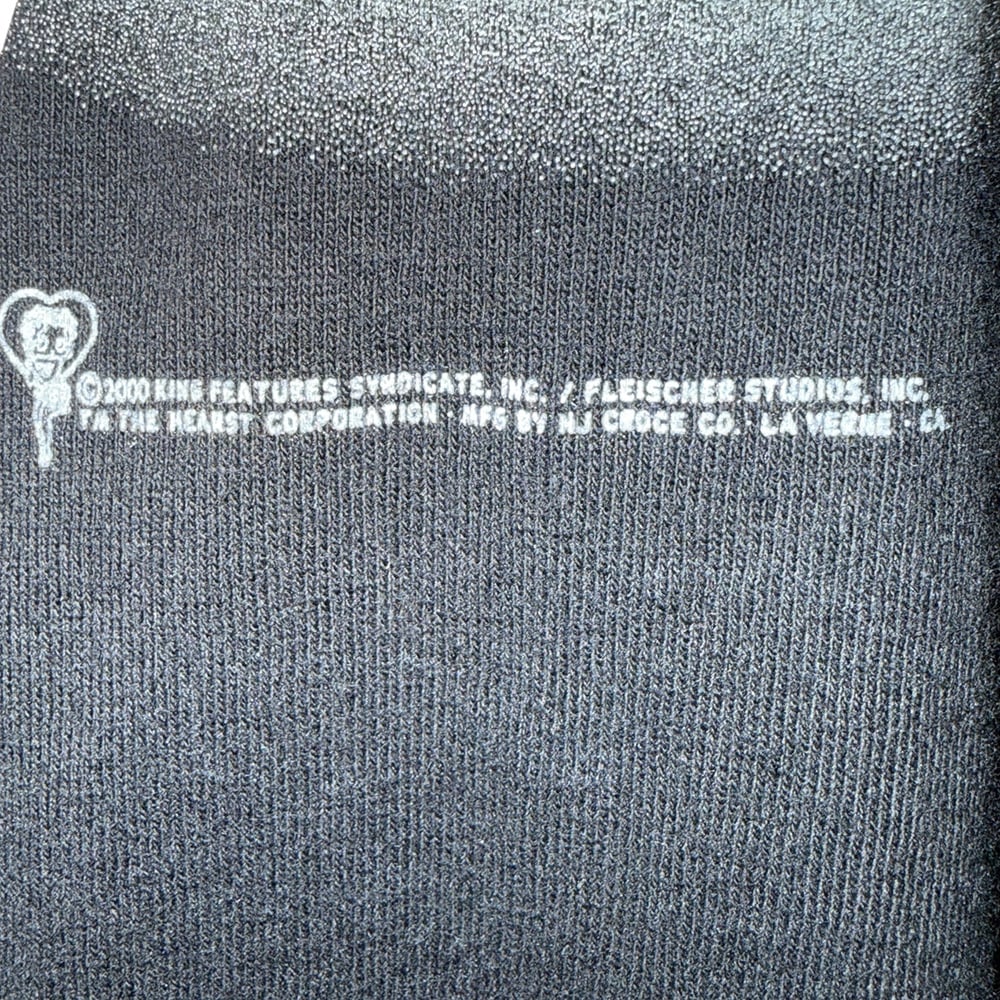 ©2000 KING FEATURES SYNDICATE, INC. / FLEISCHER STUDIOS, INC.
TM THE HEARST CORPORATION · MFG BY HJ CROCE CO. · LA VERNE · CA